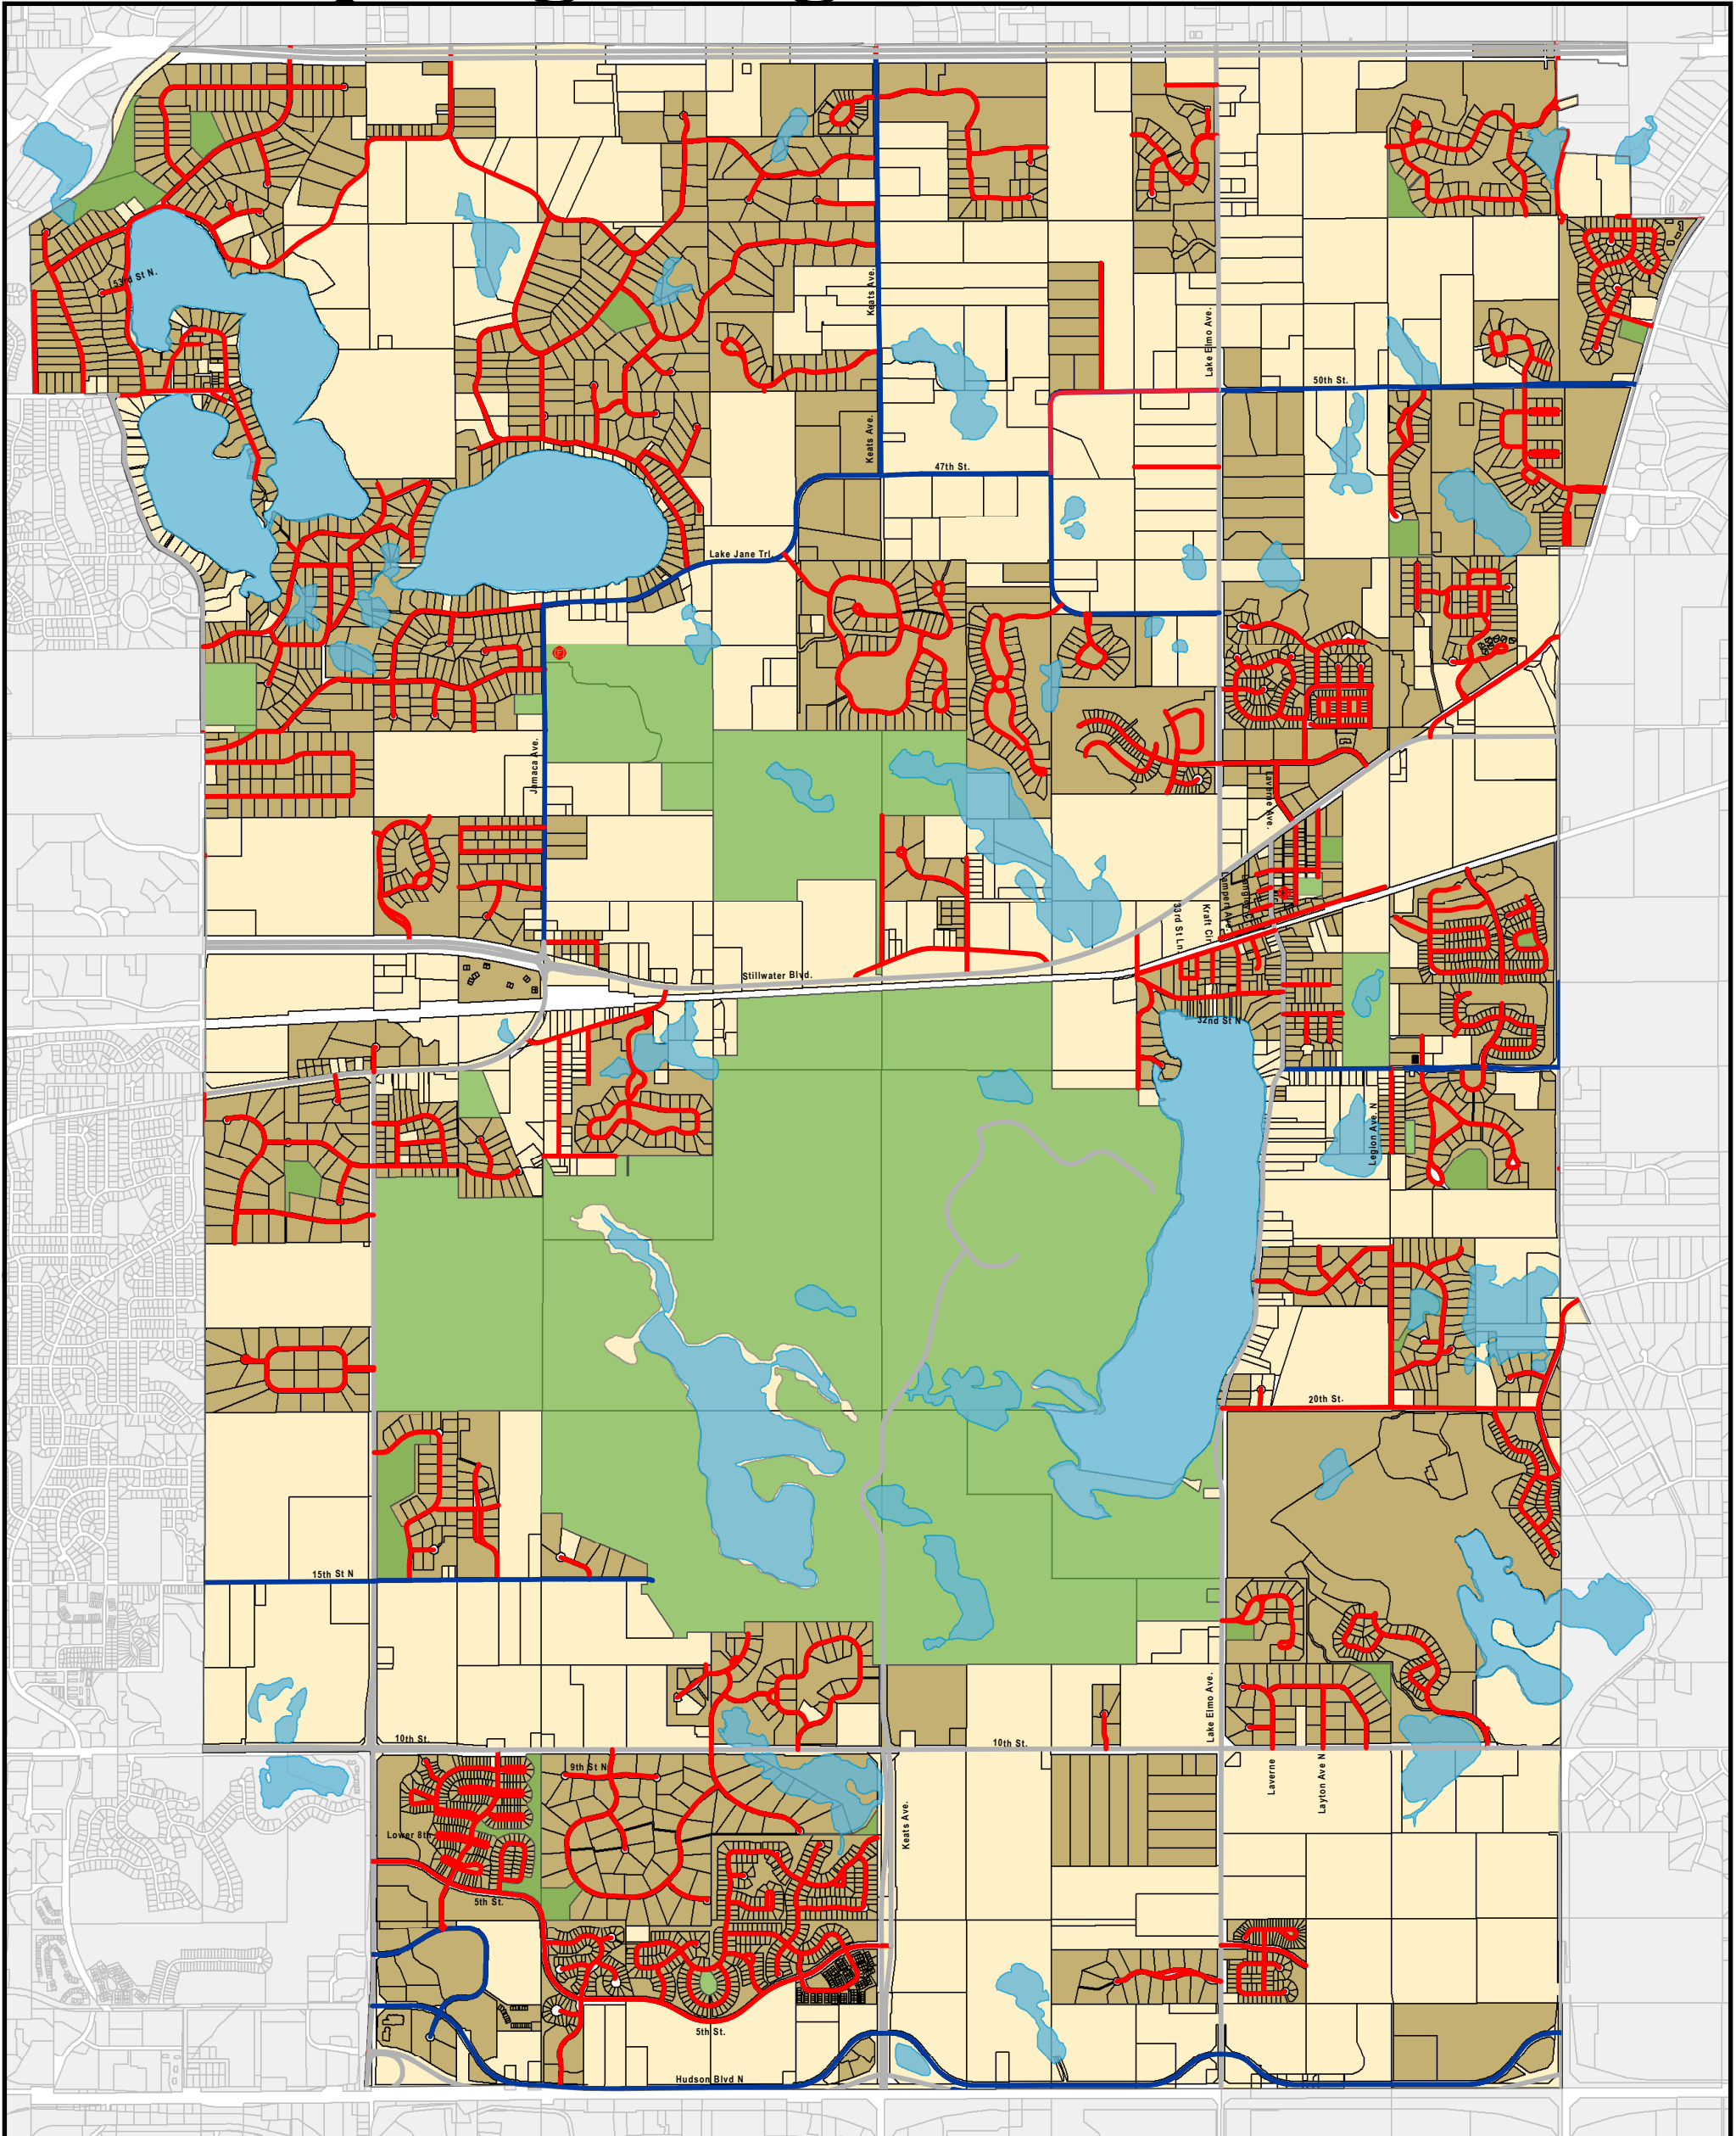 53rd St N.
Keats Ave.
Lake Elmo Ave.
50th St.
Keats Ave.
47th St.
Lake Jane Trl.
Jamaca Ave.
Laverne Ave.
33rd St Ln
Kraft Cir
Stillwater Blvd.
32nd St N
Legion Ave. N
20th St.
15th St N
Lake Elmo Ave.
10th St.
10th St.
9th St N
Laverne
Layton Ave N
Keats Ave.
Lower 8th
5th St.
5th St.
Hudson Blvd N